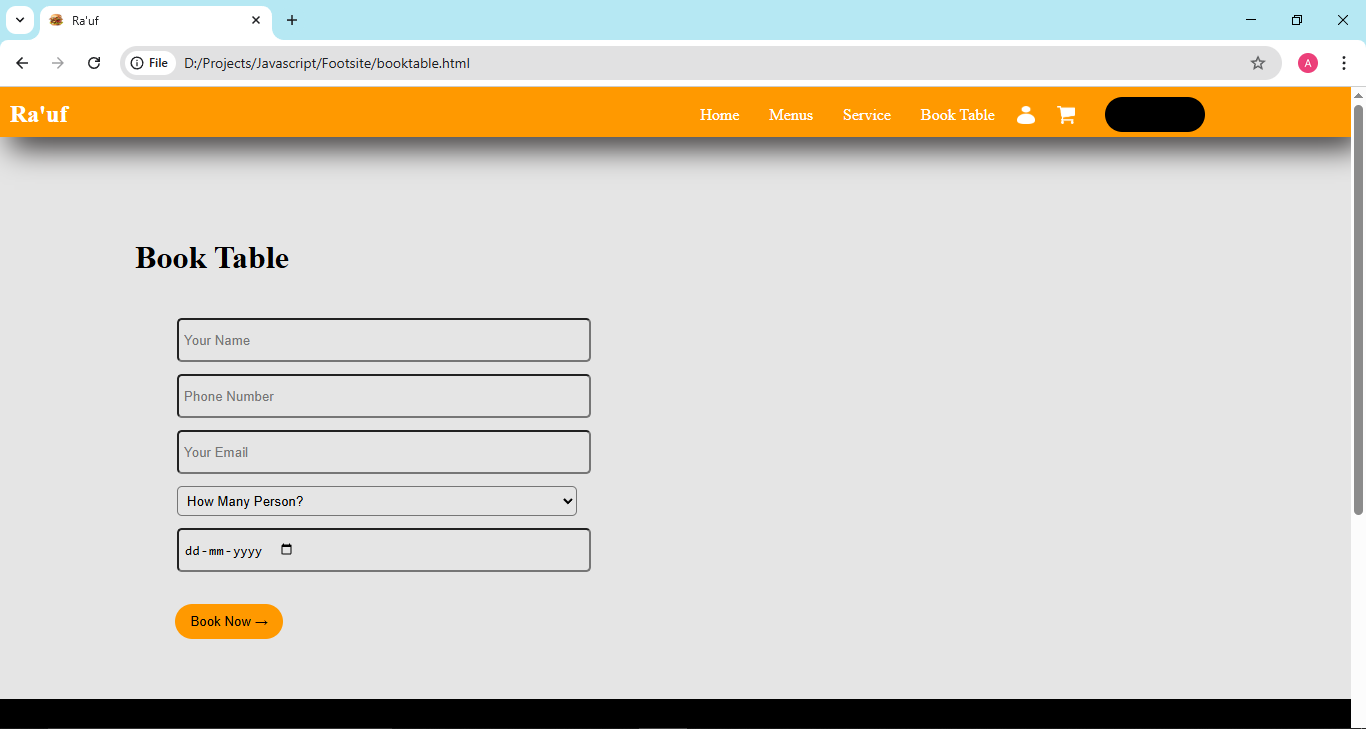 Ra'uf
File D:/Projects/Javascript/Footsite/booktable.html
A
Ra'uf Home Menus Service Book Table
Book Table
Your Name
Phone Number
Your Email
How Many Person?
dd-mm-yyyy
Book Now →